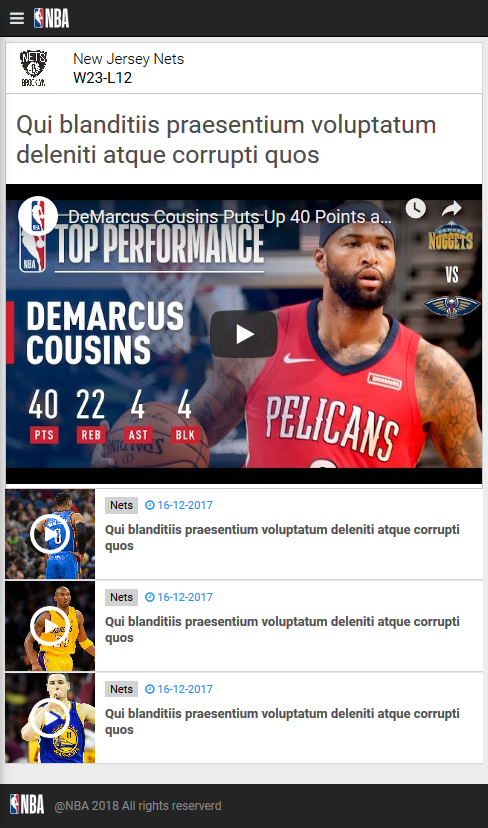 NBA
NETS
BROOKLYN
New Jersey Nets
W23-L12
Qui blanditiis praesentium voluptatum
deleniti atque corrupti quos
DeMarcus Cousins Puts Up 40 Points a...
NBA
TOP PERFORMANCE
DENVER
NUGGETS
VS
DEMARCUS
COUSINS
40 22 4 4
PTS REB AST BLK
PELICANS
Nets 16-12-2017
Qui blanditiis praesentium voluptatum deleniti atque corrupti
quos
Nets 16-12-2017
Qui blanditiis praesentium voluptatum deleniti atque corrupti
quos
Nets 16-12-2017
Qui blanditiis praesentium voluptatum deleniti atque corrupti
quos
NBA @NBA 2018 All rights reserverd